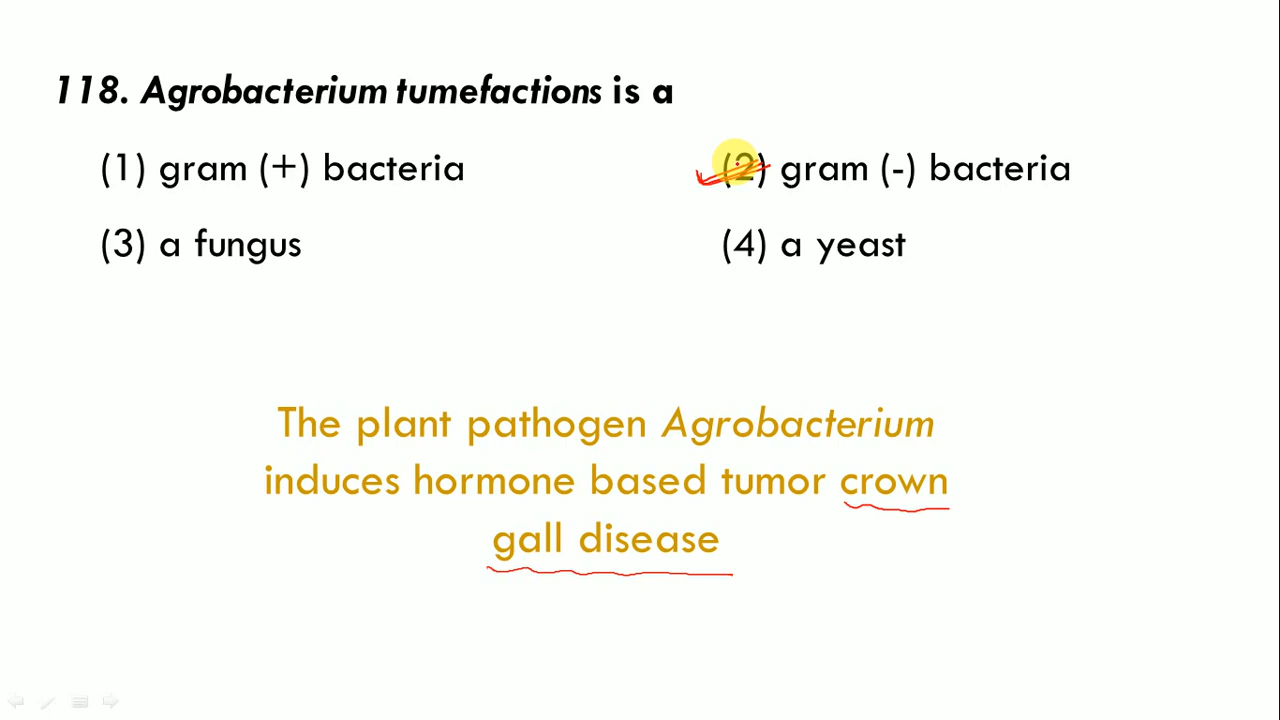 118. Agrobacterium tumefactions is a
(1) gram (+) bacteria (2) gram (-) bacteria
(3) a fungus (4) a yeast
The plant pathogen Agrobacterium
induces hormone based tumor crown
gall disease